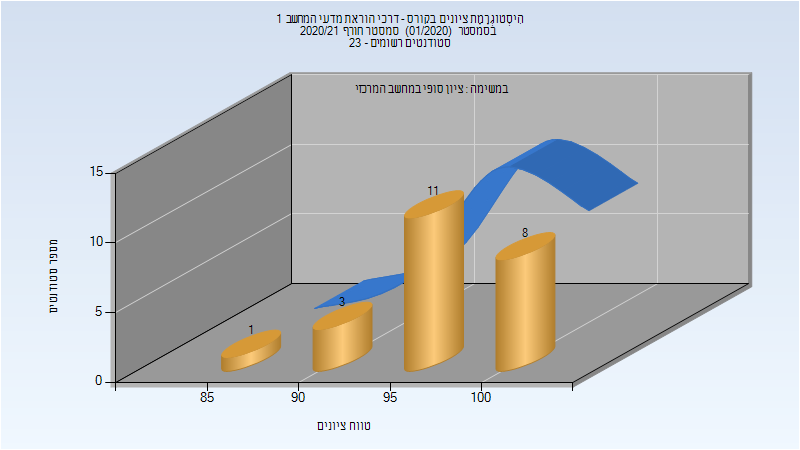 הִיסְטוֹגְרָמַת ציונים בקורס - דרכי הוראת מדעי המחשב 1
בסמסטר (01/2020) סמסטר חורף 2020/21
סטודנטים רשומים - 23
במשימה : ציון סופי במחשב המרכזי
15
10
5
0
מספר סטודנטים
1
3
11
8
85
90
95
100
טווח ציונים